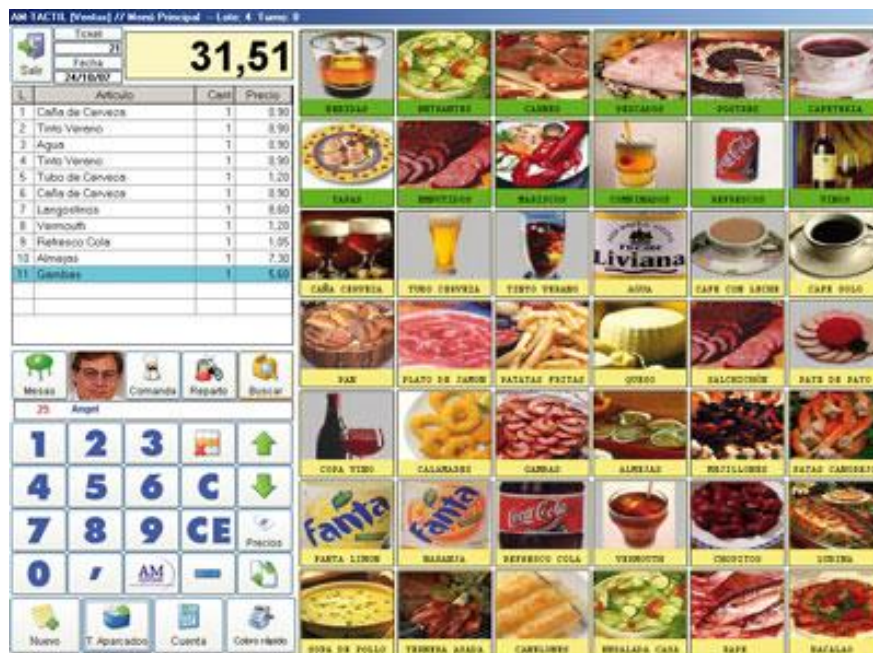 AM-TACTIL [Ventas] // Menú Principal -- Lote: 4 Turno: 0
Salir
Ticket
21
Fecha
24/10/07
31,51
L Artículo Cant Precio
1 Caña de Cerveza 1 0,90
2 Tinto Verano 1 0,90
3 Agua 1 0,90
4 Tinto Verano 1 0,90
5 Tubo de Cerveza 1 1,20
6 Caña de Cerveza 1 0,90
7 Langostinos 1 8,60
8 Vermouth 1 1,20
9 Refresco Cola 1 1,05
10 Almejas 1 7,30
11 Gambas 1 5,60
Mesas Comanda Reparto Buscar
25 Angel
1 2 3
4 5 6 C
7 8 9 CE Precios
0 , AM
Nuevo T. Aparcados Cuenta Cobro rápido
BEBIDAS ENTRANTES CARNES PESCADOS POSTRES CAFETERIA
TAPAS EMBUTIDOS MARISCOS COMBINADOS REFRESCOS VINOS
Liviana
CAÑA CERVEZA TUBO CERVEZA TINTO VERANO AGUA CAFE CON LECHE CAFE SOLO
PAN PLATO DE JAMON PATATAS FRITAS QUESO SALCHICHÓN PATE DE PATO
COPA VINO CALAMARES GAMBAS ALMEJAS MEJILLONES PATAS CANGREJO
Fanta Fanta Coca-Cola
FANTA LIMON NARANJA REFRESCO COLA VERMOUTH CHOPITOS LUBINA
SOPA DE POLLO TERNERA ASADA CANELONES ENSALADA CASA RAPE BACALAO